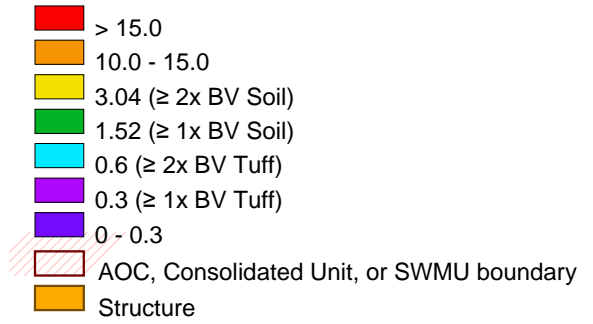 > 15.0
10.0 - 15.0
3.04 (≥ 2x BV Soil)
1.52 (≥ 1x BV Soil)
0.6 (≥ 2x BV Tuff)
0.3 (≥ 1x BV Tuff)
0 - 0.3
AOC, Consolidated Unit, or SWMU boundary
Structure